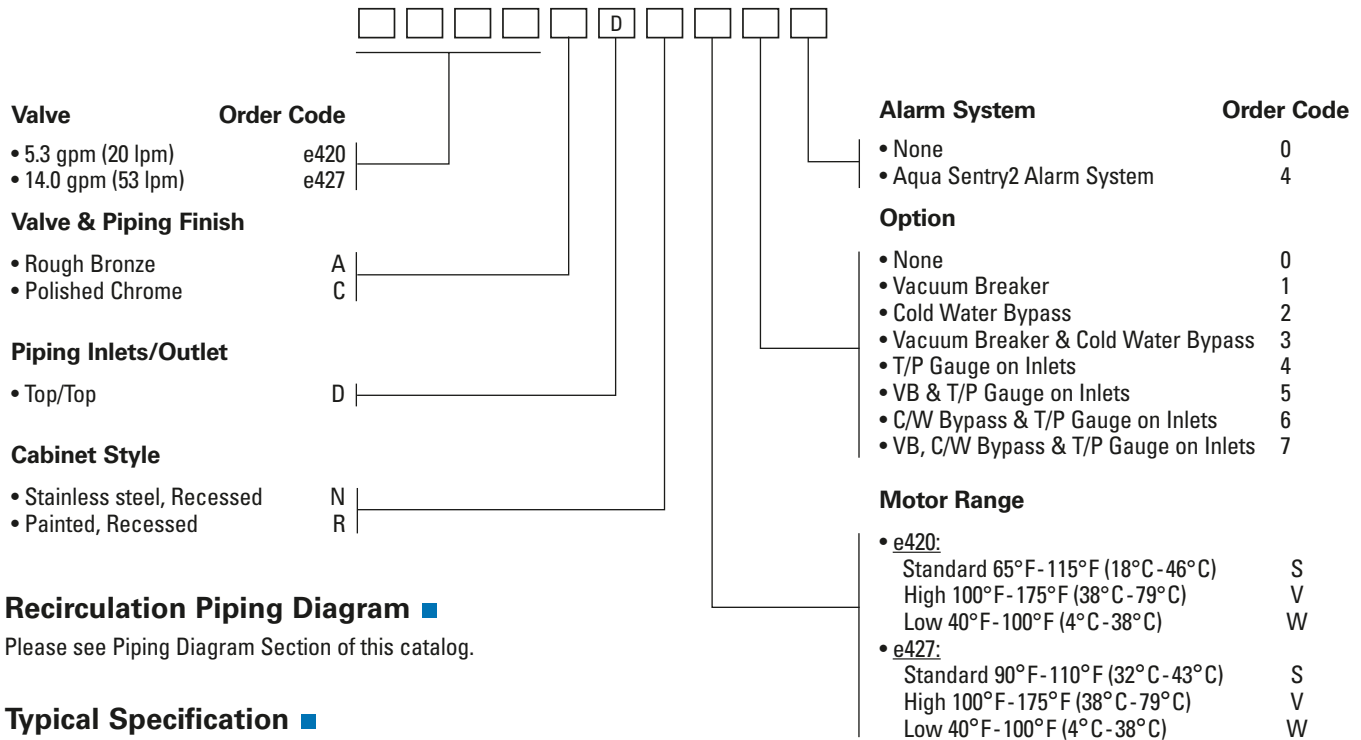 D
Valve Order Code
• 5.3 gpm (20 lpm) e420
• 14.0 gpm (53 lpm) e427
Valve & Piping Finish
• Rough Bronze A
• Polished Chrome C
Piping Inlets/Outlet
• Top/Top D
Cabinet Style
• Stainless steel, Recessed N
• Painted, Recessed R
Recirculation Piping Diagram
Please see Piping Diagram Section of this catalog.
Typical Specification
Alarm System Order Code
• None 0
• Aqua Sentry2 Alarm System 4
Option
• None 0
• Vacuum Breaker 1
• Cold Water Bypass 2
• Vacuum Breaker & Cold Water Bypass 3
• T/P Gauge on Inlets 4
• VB & T/P Gauge on Inlets 5
• C/W Bypass & T/P Gauge on Inlets 6
• VB, C/W Bypass & T/P Gauge on Inlets 7
Motor Range
• e420:
Standard 65°F-115°F (18°C-46°C) S
High 100°F-175°F (38°C-79°C) V
Low 40°F-100°F (4°C-38°C) W
• e427:
Standard 90°F-110°F (32°C-43°C) S
High 100°F-175°F (38°C-79°C) V
Low 40°F-100°F (4°C-38°C) W